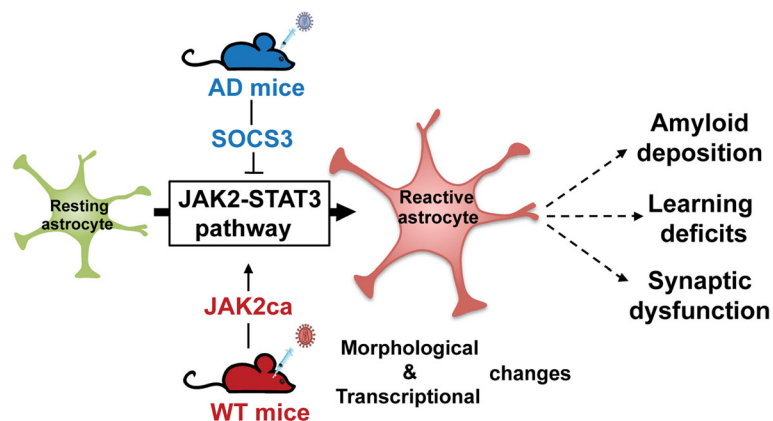 AD mice
SOCS3
Resting
astrocyte
JAK2-STAT3
pathway
Reactive
astrocyte
Amyloid
deposition
Learning
deficits
Synaptic
dysfunction
JAK2ca
WT mice
Morphological
&
Transcriptional
changes